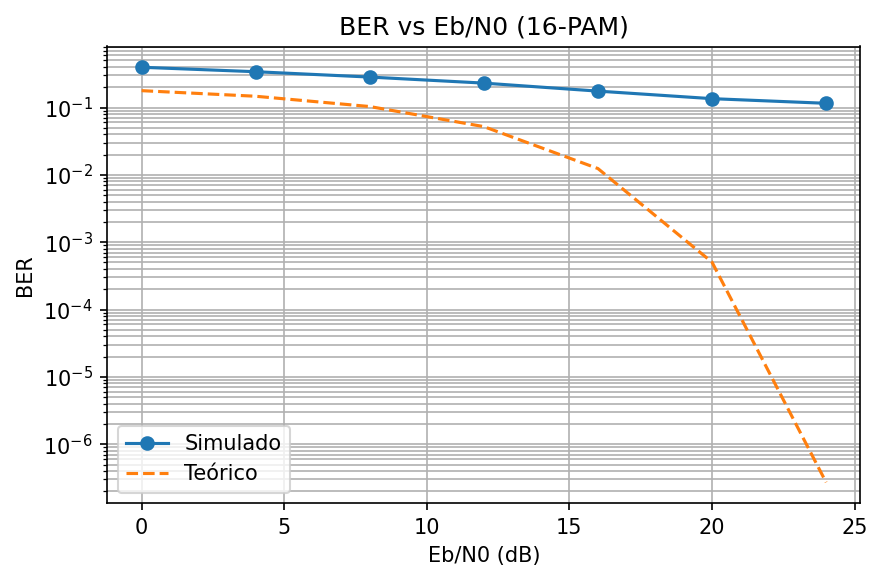 BER vs Eb/N0 (16-PAM)
BER
10⁻¹
10⁻²
10⁻³
10⁻⁴
10⁻⁵
10⁻⁶
Simulado
Teórico
0 5 10 15 20 25
Eb/N0 (dB)